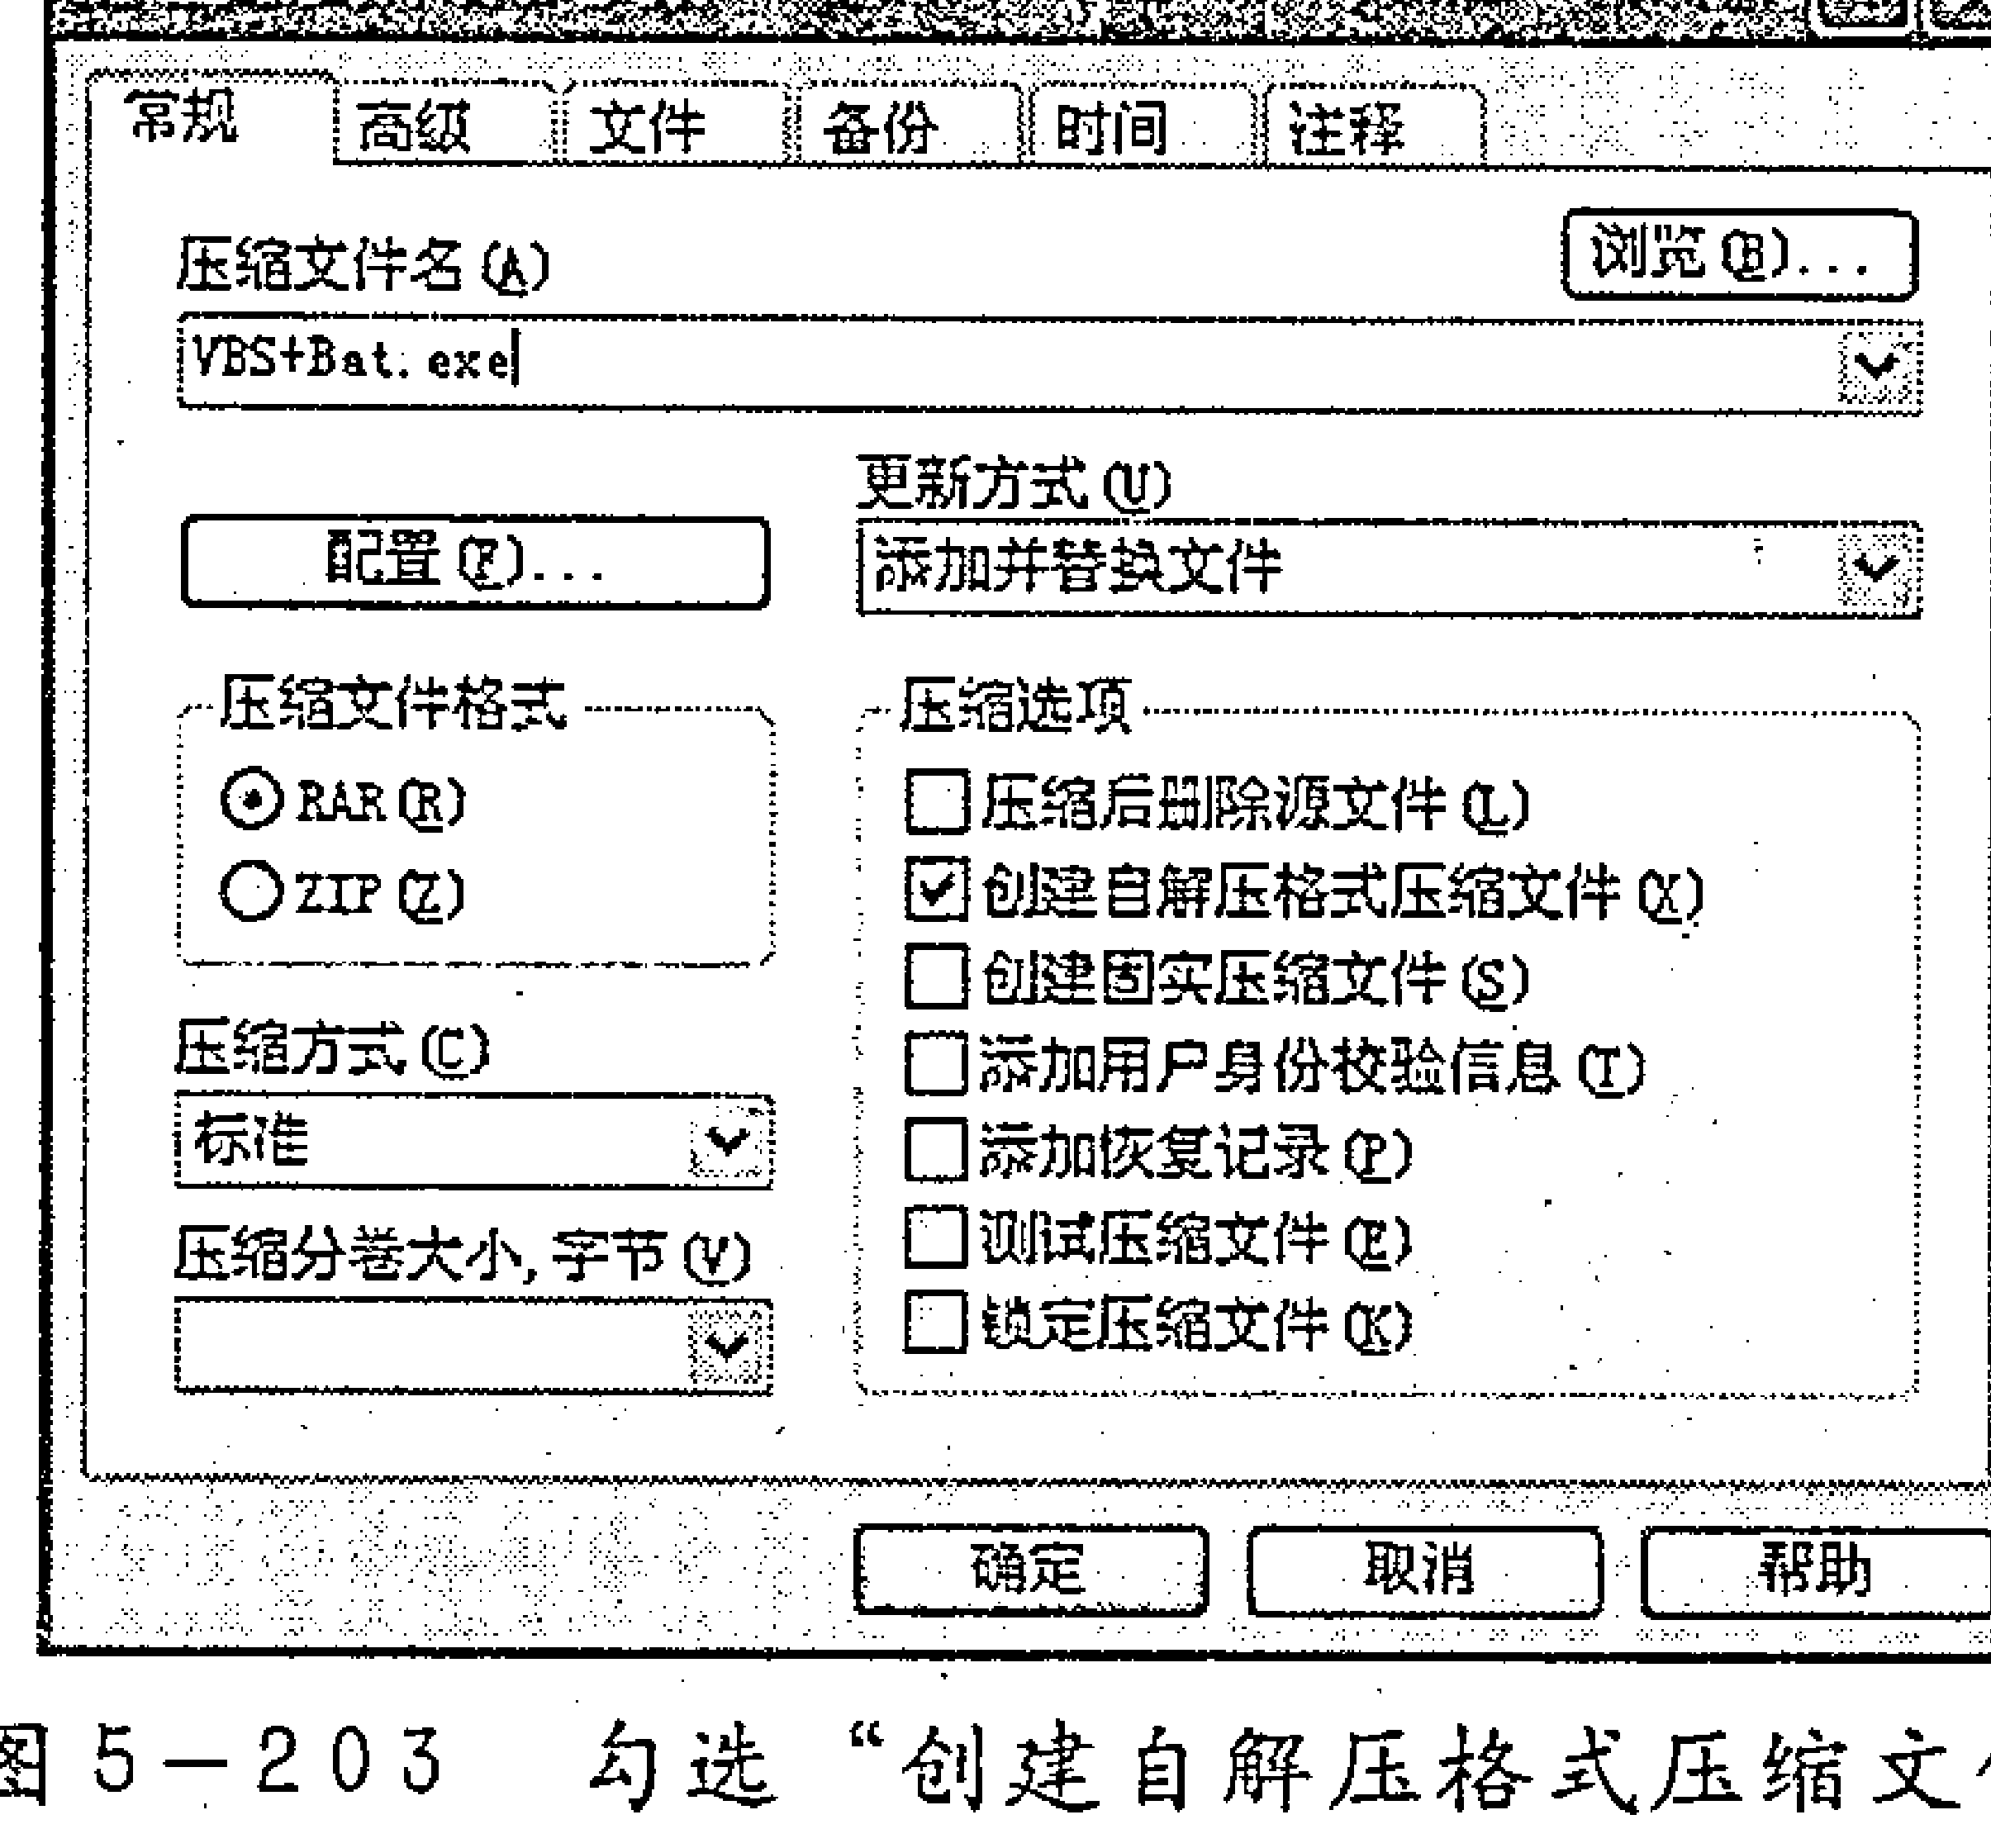 常规 高级 文件 备份 时间 注释
压缩文件名(A) 浏览(B)...
VBS+Bat.exe
更新方式(U)
配置(F)... 添加并替换文件
压缩文件格式 压缩选项
RAR(R) 压缩后删除源文件(L)
ZIP(Z) 创建自解压格式压缩文件(X)
创建固实压缩文件(S)
压缩方式(C) 添加用户身份校验信息(T)
标准 添加恢复记录(P)
压缩分卷大小,字节(V) 测试压缩文件(E)
锁定压缩文件(K)
确定 取消 帮助
图5-203 勾选“创建自解压格式压缩文